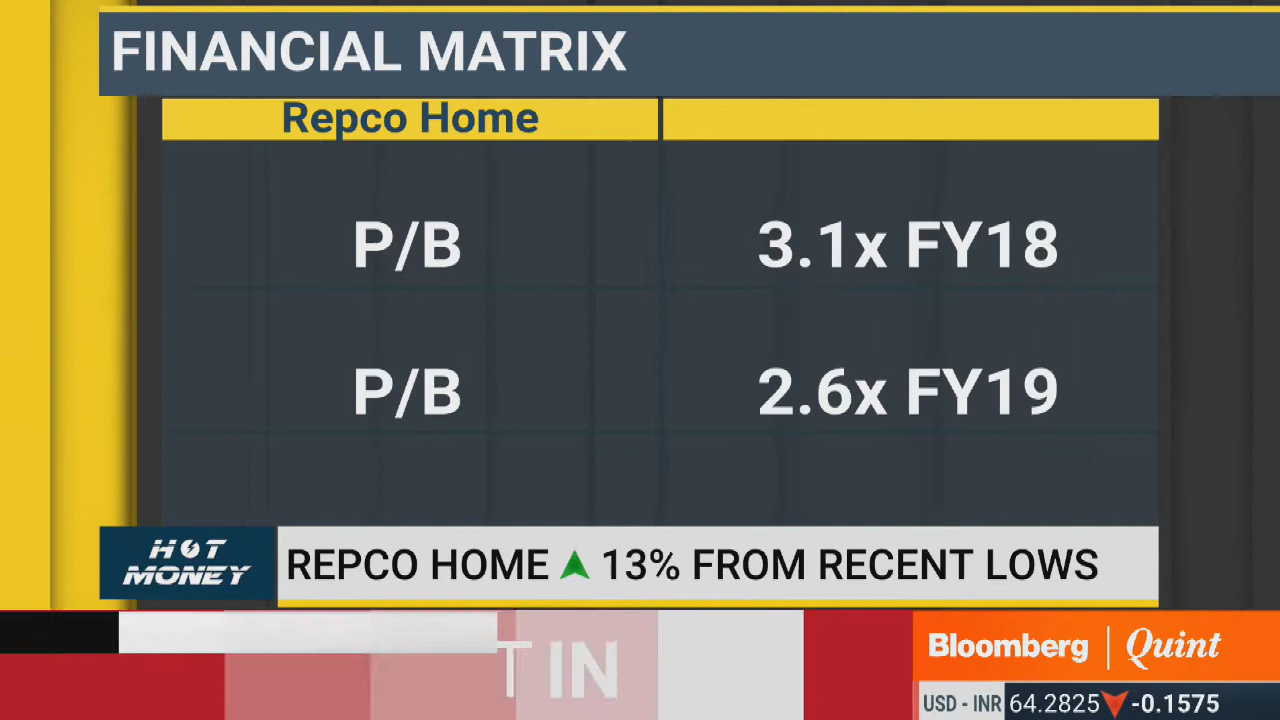 FINANCIAL MATRIX
Repco Home
P/B 3.1x FY18
P/B 2.6x FY19
HOT MONEY
REPCO HOME 13% FROM RECENT LOWS
T IN
Bloomberg | Quint
USD - INR 64.2825 -0.1575